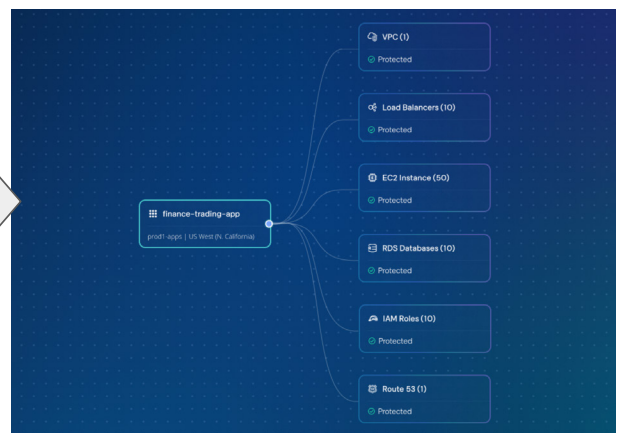 VPC (1)
Protected
Load Balancers (10)
Protected
EC2 Instance (50)
Protected
finance-trading-app
prod1-apps | US West (N. California)
RDS Databases (10)
Protected
IAM Roles (10)
Protected
Route 53 (1)
Protected